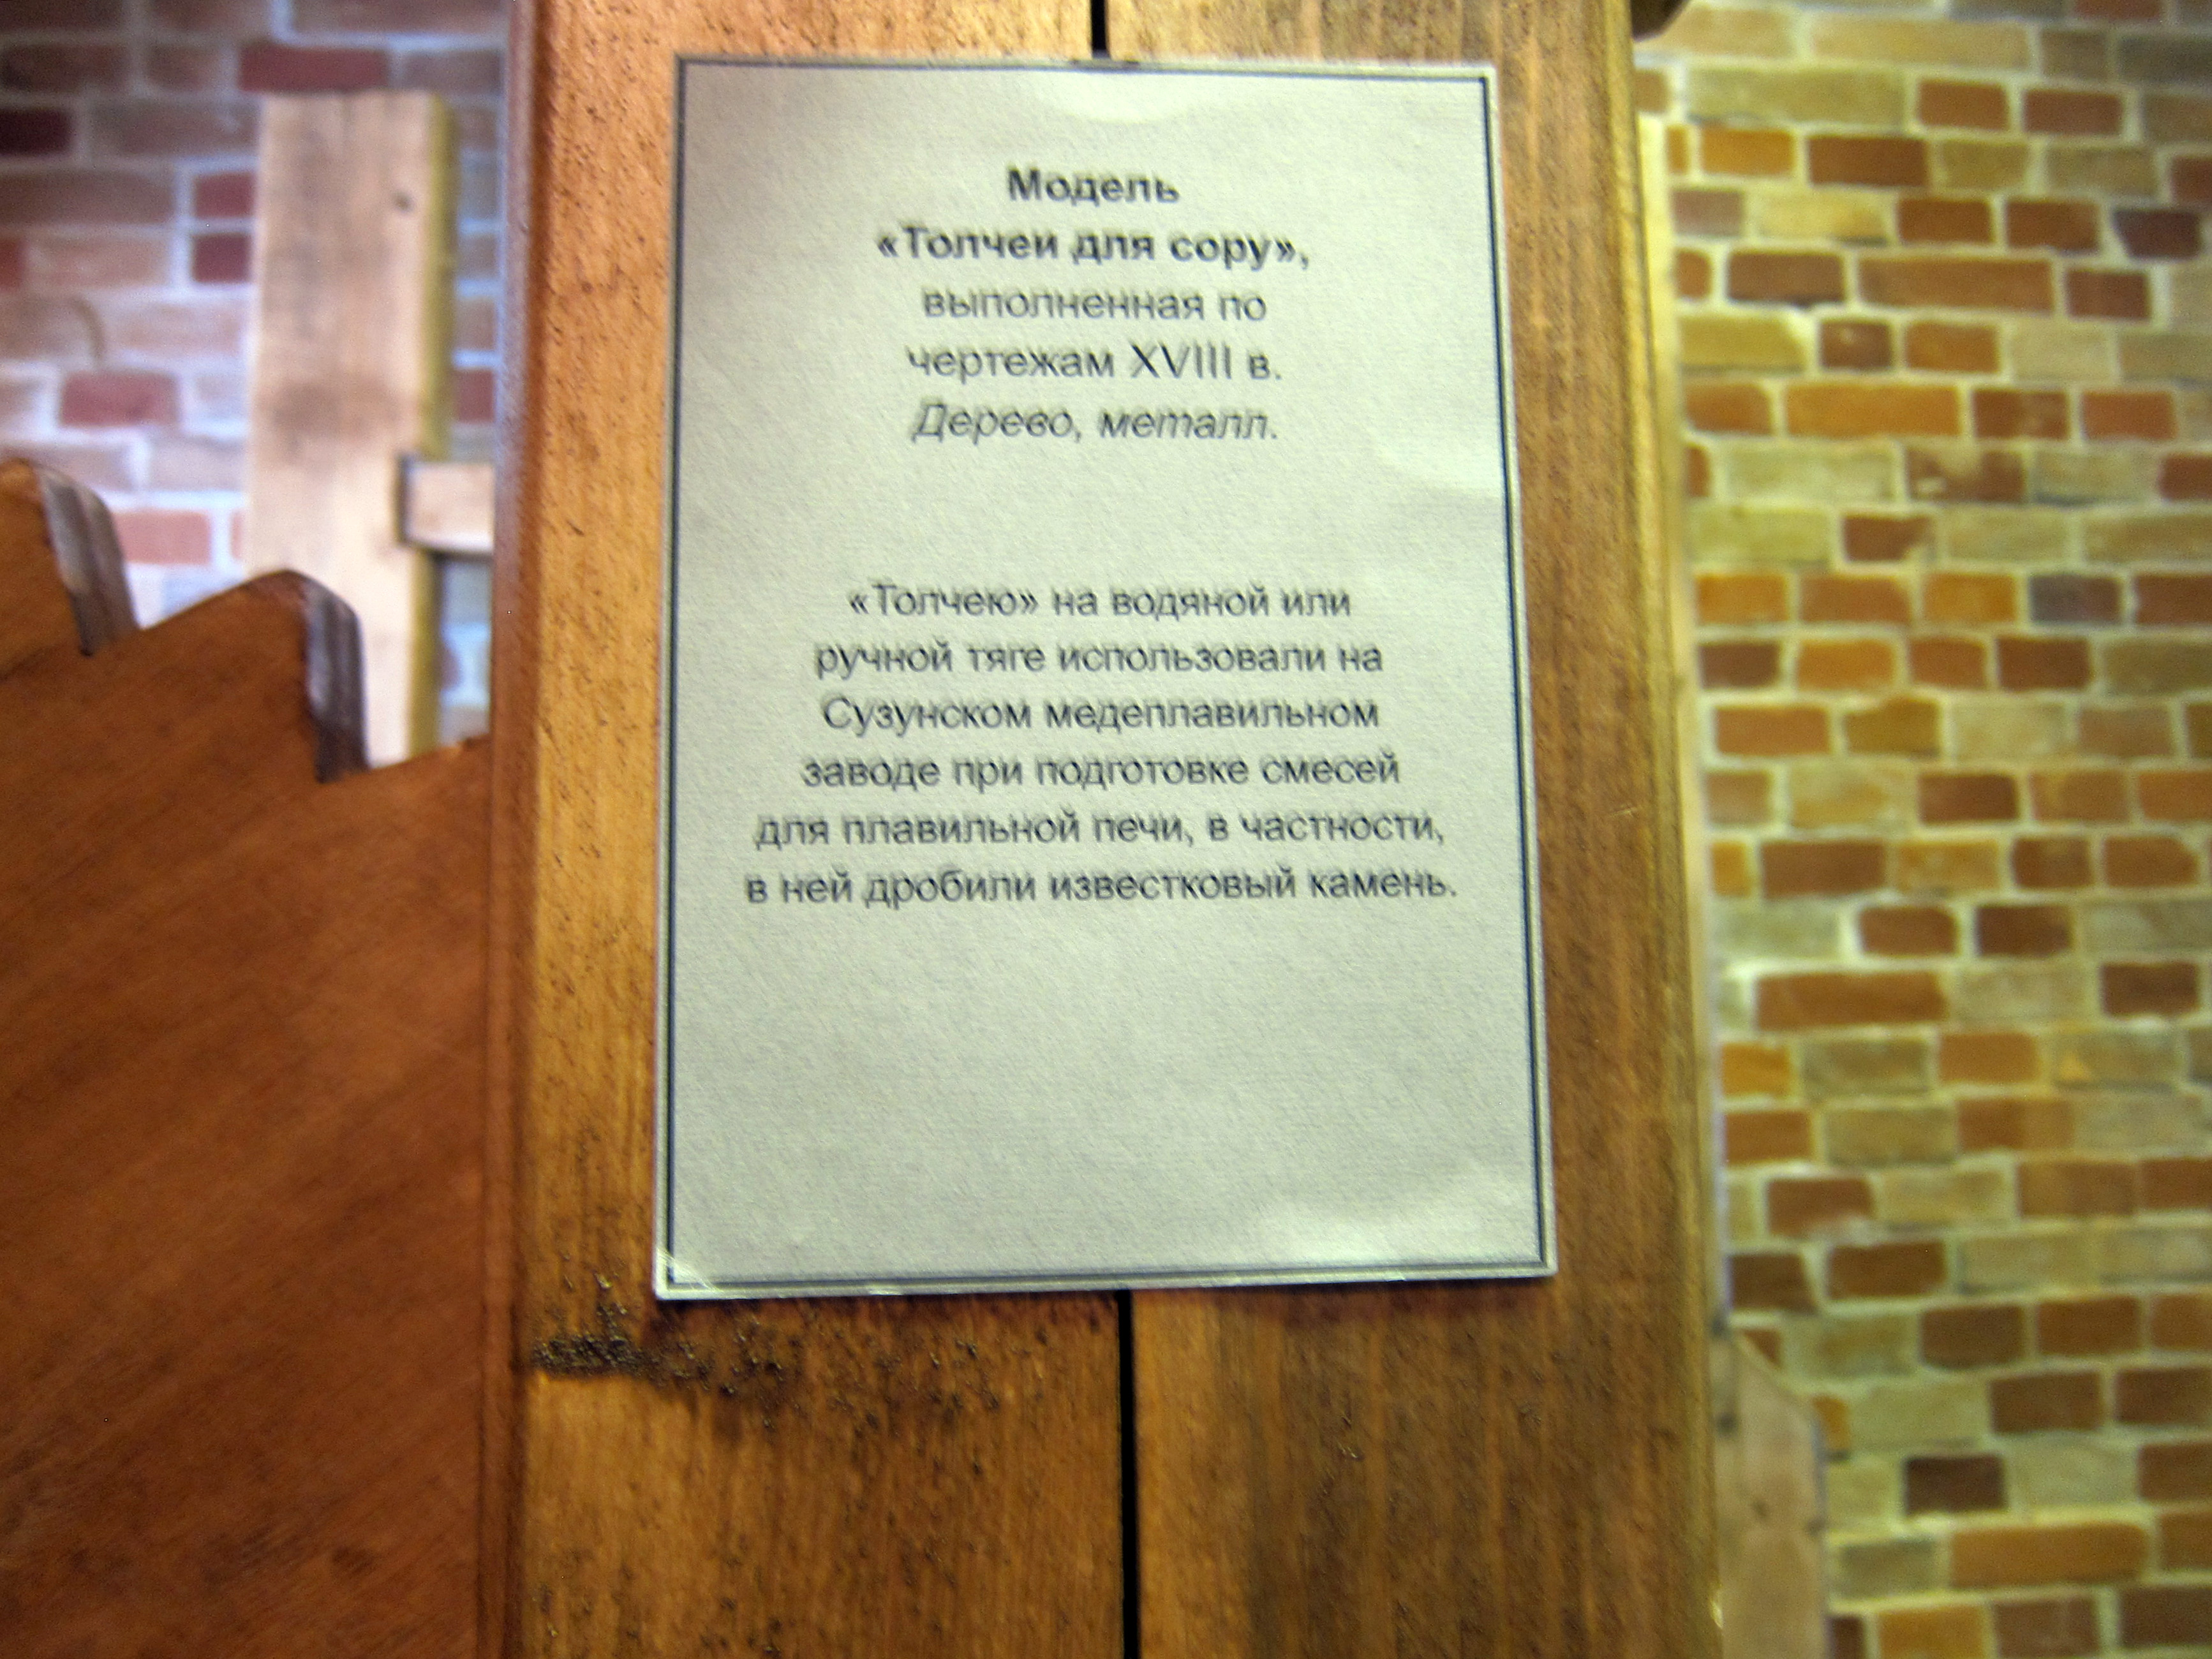 Модель
«Толчеи для сору»,
выполненная по
чертежам XVIII в.
Дерево, металл.
«Толчею» на водяной или
ручной тяге использовали на
Сузунском медеплавильном
заводе при подготовке смесей
для плавильной печи, в частности,
в ней дробили известковый камень.